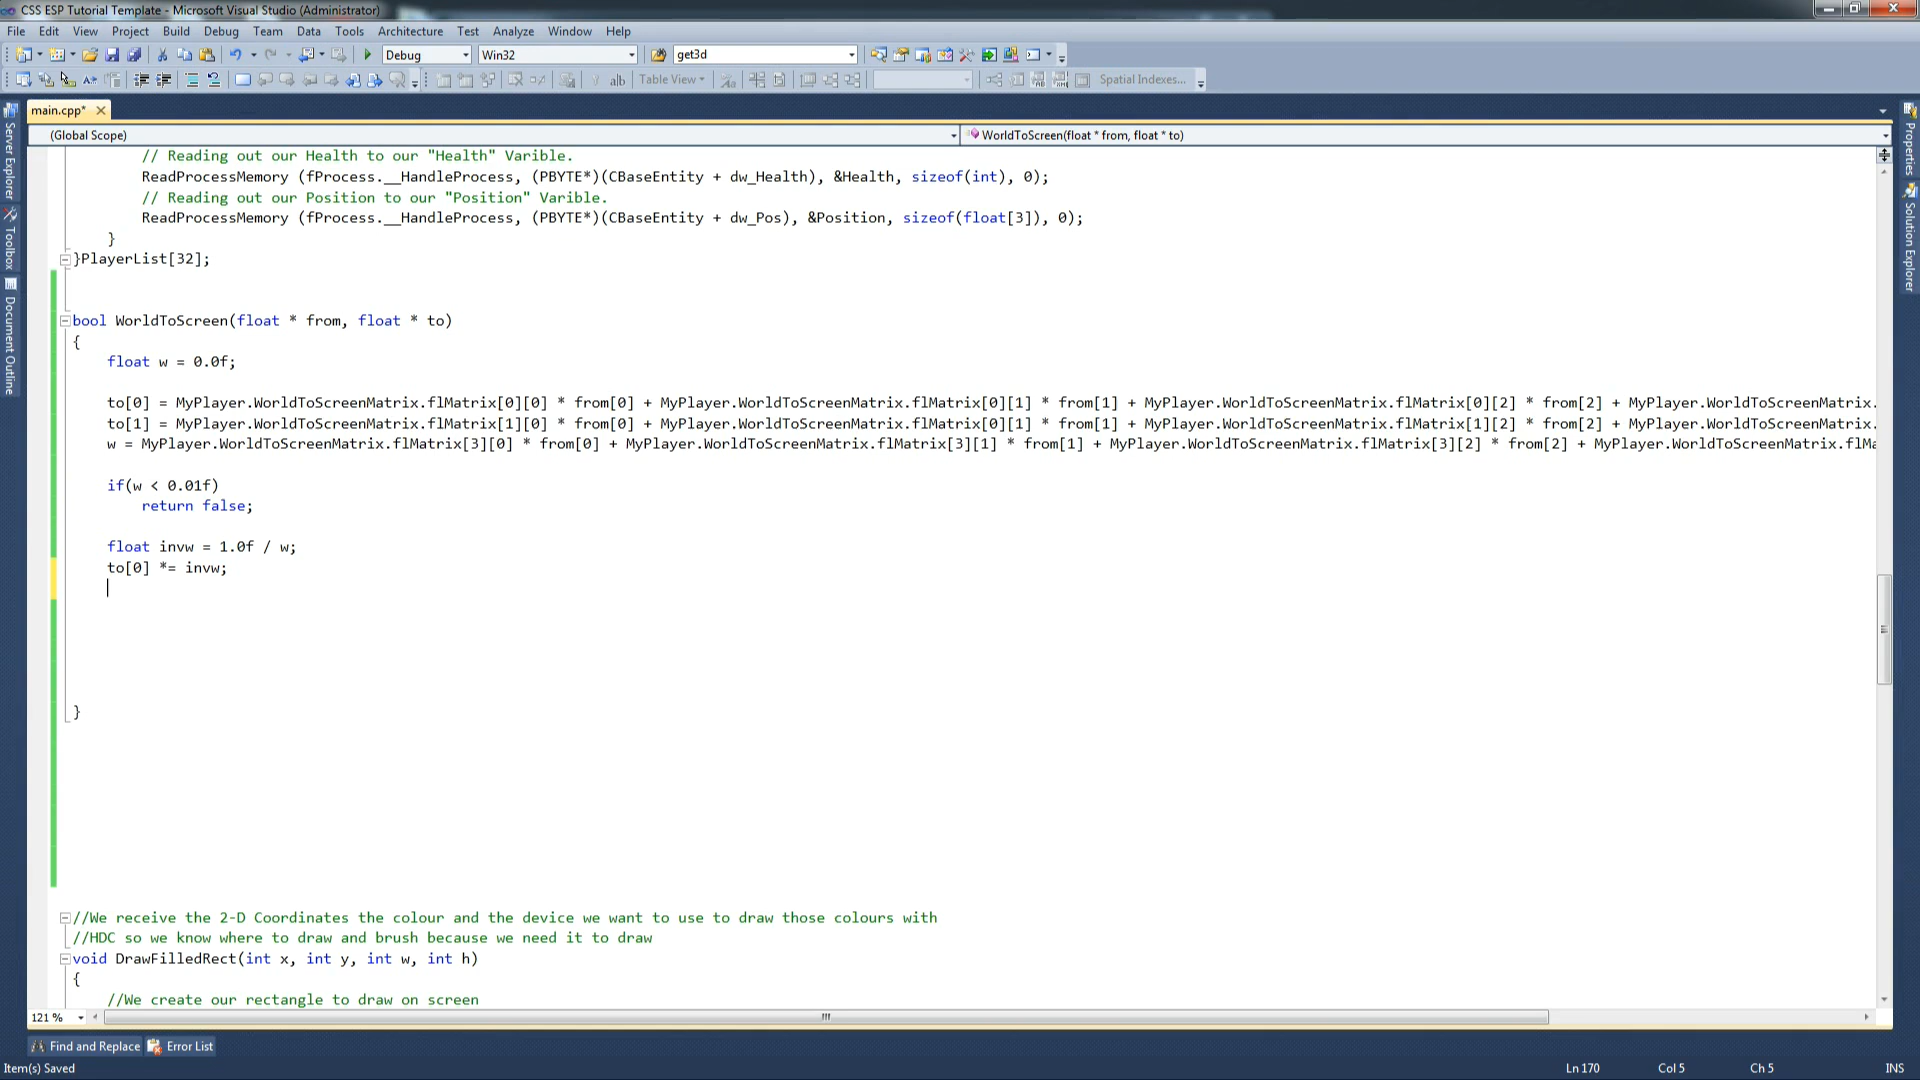 CSS ESP Tutorial Template - Microsoft Visual Studio (Administrator)
File Edit View Project Build Debug Team Data Tools Architecture Test Analyze Window Help
Debug Win32 get3d
Table View Spatial Indexes...
main.cpp*
(Global Scope) WorldToScreen(float * from, float * to)
Server Explorer
Toolbox
Document Outline
Properties
Solution Explorer
// Reading out our Health to our "Health" Varible.
ReadProcessMemory (fProcess.__HandleProcess, (PBYTE*)(CBaseEntity + dw_Health), &Health, sizeof(int), 0);
// Reading out our Position to our "Position" Varible.
ReadProcessMemory (fProcess.__HandleProcess, (PBYTE*)(CBaseEntity + dw_Pos), &Position, sizeof(float[3]), 0);
}
}PlayerList[32];
bool WorldToScreen(float * from, float * to)
{
float w = 0.0f;
to[0] = MyPlayer.WorldToScreenMatrix.flMatrix[0][0] * from[0] + MyPlayer.WorldToScreenMatrix.flMatrix[0][1] * from[1] + MyPlayer.WorldToScreenMatrix.flMatrix[0][2] * from[2] + MyPlayer.WorldToScreenMatrix.
to[1] = MyPlayer.WorldToScreenMatrix.flMatrix[1][0] * from[0] + MyPlayer.WorldToScreenMatrix.flMatrix[0][1] * from[1] + MyPlayer.WorldToScreenMatrix.flMatrix[1][2] * from[2] + MyPlayer.WorldToScreenMatrix.
w = MyPlayer.WorldToScreenMatrix.flMatrix[3][0] * from[0] + MyPlayer.WorldToScreenMatrix.flMatrix[3][1] * from[1] + MyPlayer.WorldToScreenMatrix.flMatrix[3][2] * from[2] + MyPlayer.WorldToScreenMatrix.flMa
if(w < 0.01f)
return false;
float invw = 1.0f / w;
to[0] *= invw;
}
//We receive the 2-D Coordinates the colour and the device we want to use to draw those colours with
//HDC so we know where to draw and brush because we need it to draw
void DrawFilledRect(int x, int y, int w, int h)
{
//We create our rectangle to draw on screen
121 %
Find and Replace Error List
Item(s) Saved Ln 170 Col 5 Ch 5 INS